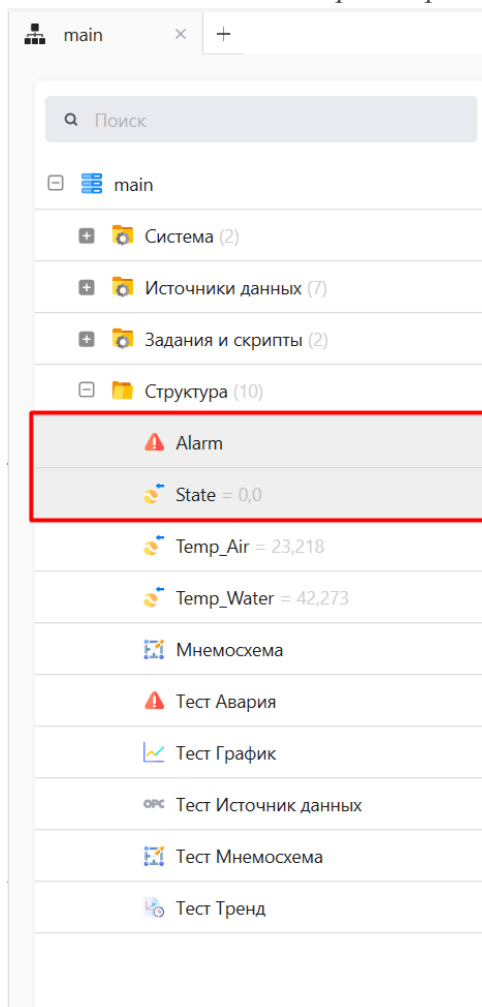 main × +
Поиск
main
Система (2)
Источники данных (7)
Задания и скрипты (2)
Структура (10)
Alarm
State = 0,0
Temp_Air = 23,218
Temp_Water = 42,273
Мнемосхема
Тест Авария
Тест График
OPC Тест Источник данных
Тест Мнемосхема
Тест Тренд